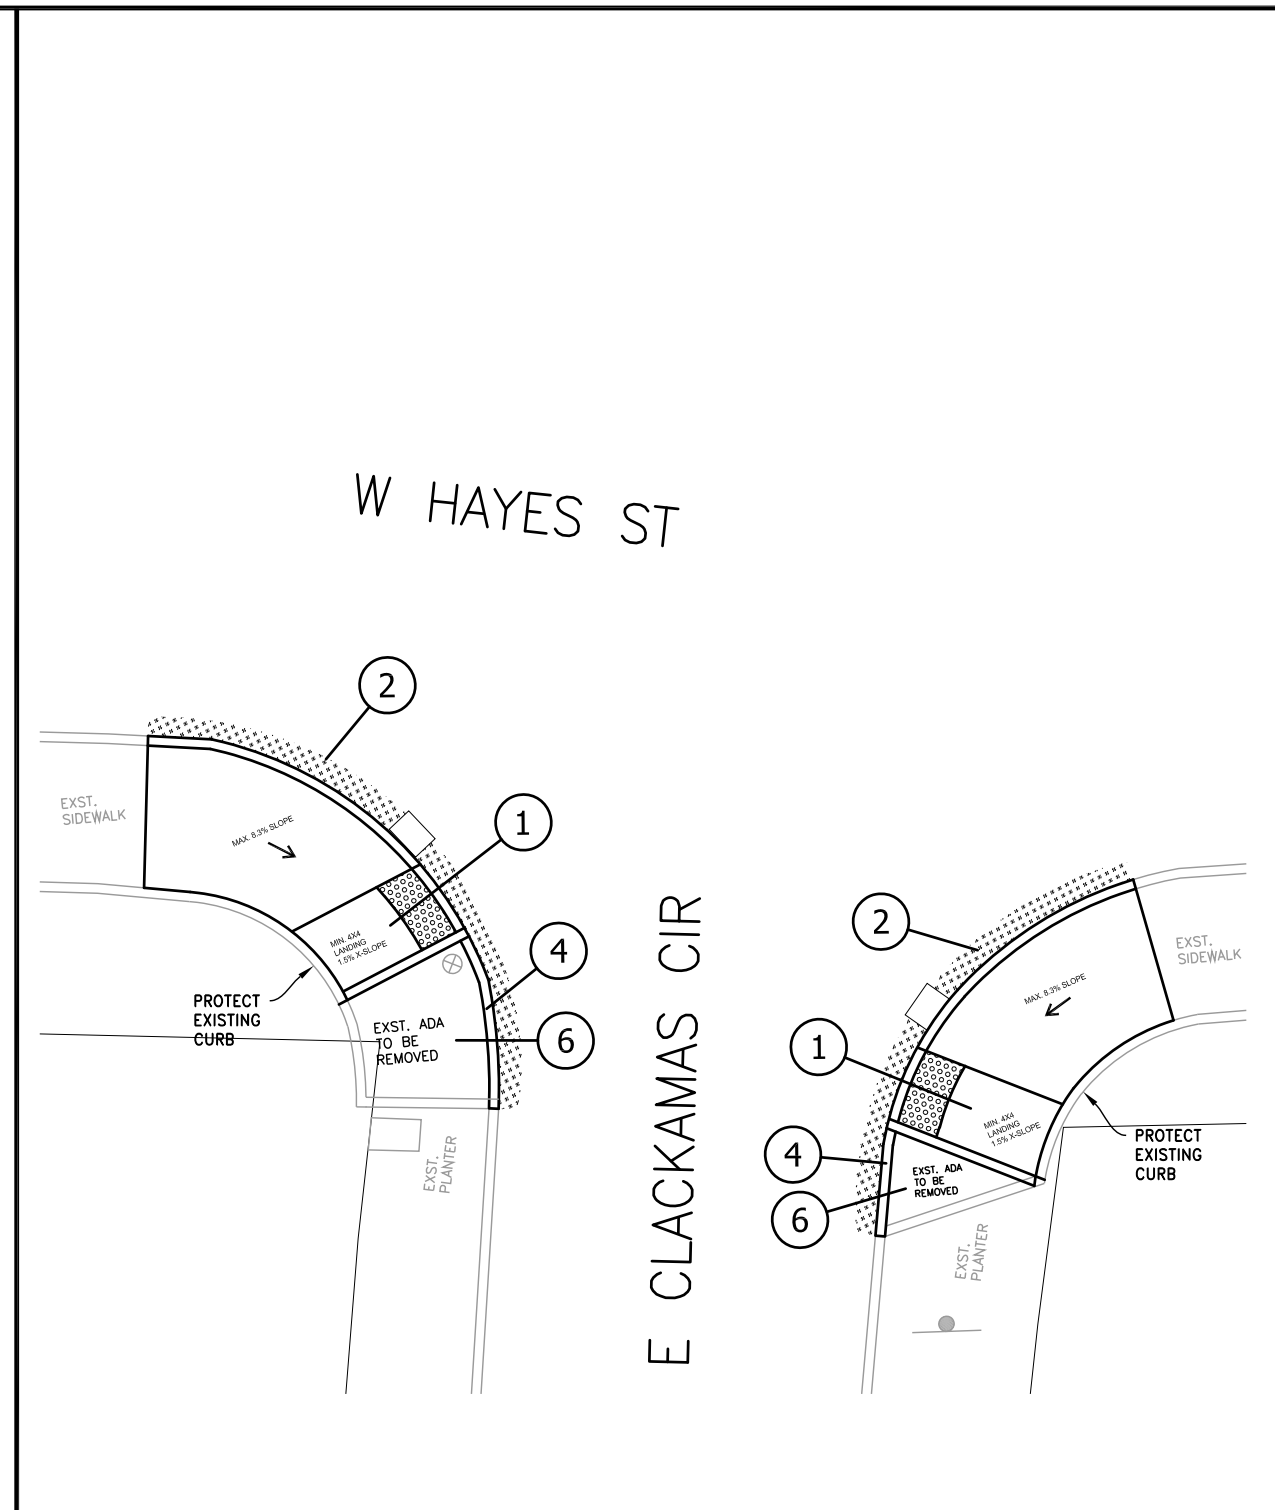 W HAYES ST
2
EXST.
SIDEWALK
MAX. 8.3% SLOPE
1
MIN. 4X4
LANDING
1.5% X-SLOPE
4
PROTECT
EXISTING
CURB
EXST. ADA
TO BE
REMOVED
6
EXST.
PLANTER
E CLACKAMAS CIR
2
EXST.
SIDEWALK
MAX. 8.3% SLOPE
1
MIN. 4X4
LANDING
1.5% X-SLOPE
PROTECT
EXISTING
CURB
4
EXST. ADA
TO BE
REMOVED
6
EXST.
PLANTER